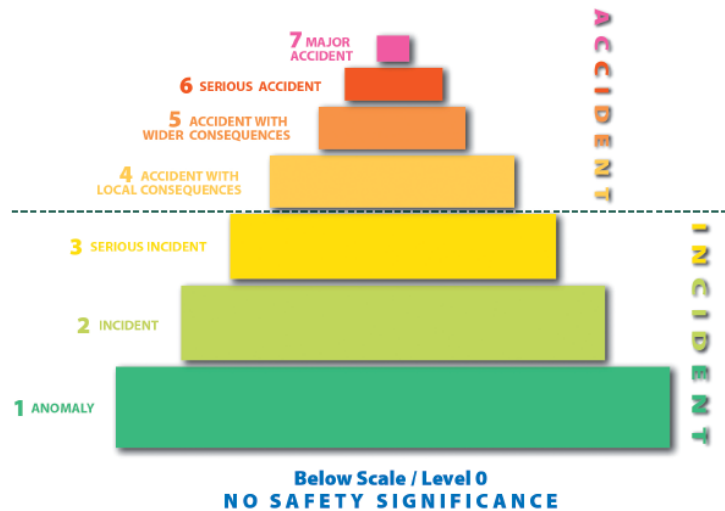 7 MAJOR
ACCIDENT
6 SERIOUS ACCIDENT
5 ACCIDENT WITH
WIDER CONSEQUENCES
4 ACCIDENT WITH
LOCAL CONSEQUENCES
ACCIDENT
3 SERIOUS INCIDENT
2 INCIDENT
1 ANOMALY
INCIDENT
Below Scale / Level 0
NO SAFETY SIGNIFICANCE